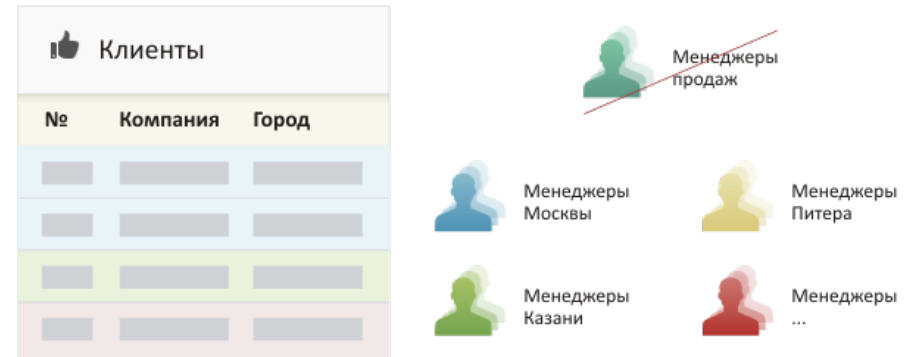 Клиенты
№ Компания Город
Менеджеры
продаж
Менеджеры
Москвы
Менеджеры
Питера
Менеджеры
Казани
Менеджеры
...